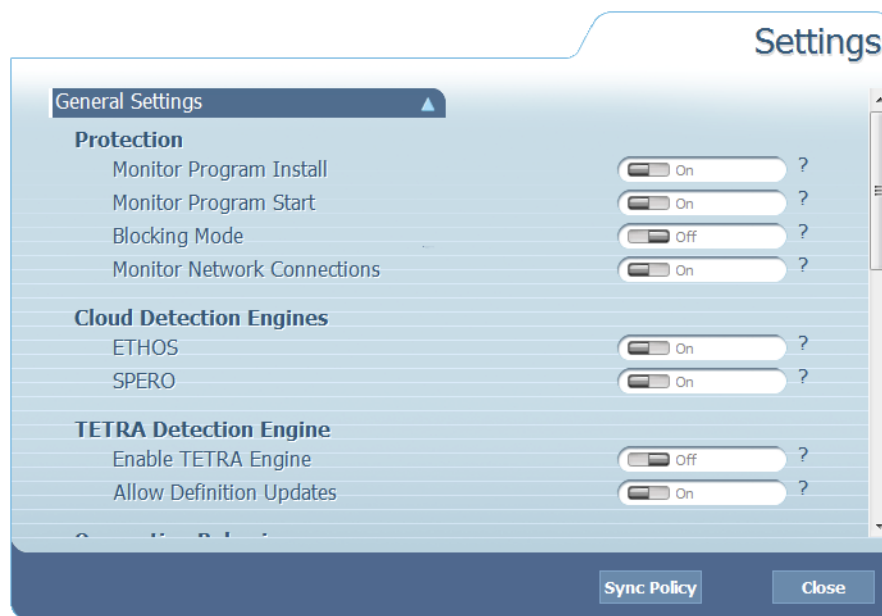 Settings
General Settings
Protection
Monitor Program Install On ?
Monitor Program Start On ?
Blocking Mode Off ?
Monitor Network Connections On ?
Cloud Detection Engines
ETHOS On ?
SPERO On ?
TETRA Detection Engine
Enable TETRA Engine Off ?
Allow Definition Updates On ?
Sync Policy Close